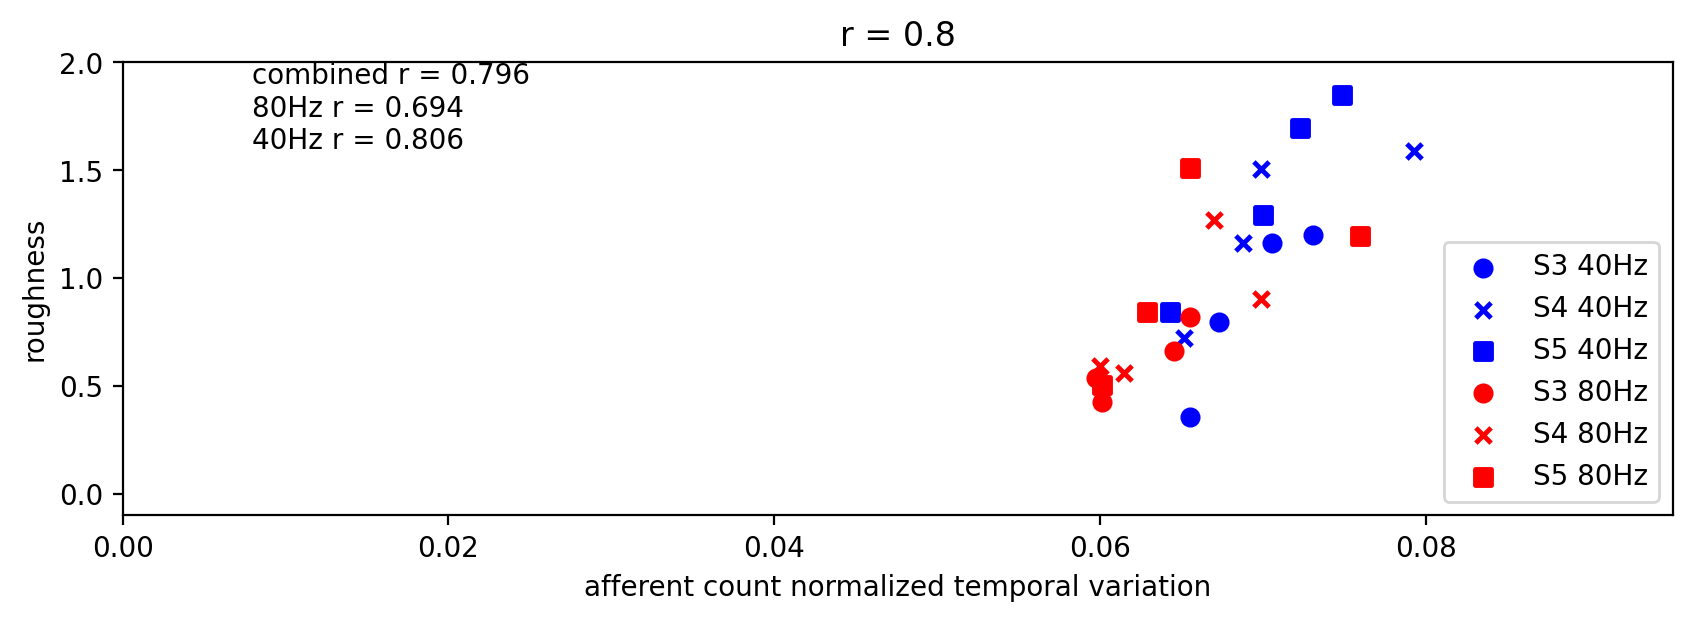 r = 0.8
combined r = 0.796
80Hz r = 0.694
40Hz r = 0.806
2.0
1.5
1.0
0.5
0.0
roughness
S3 40Hz
S4 40Hz
S5 40Hz
S3 80Hz
S4 80Hz
S5 80Hz
0.00 0.02 0.04 0.06 0.08
afferent count normalized temporal variation